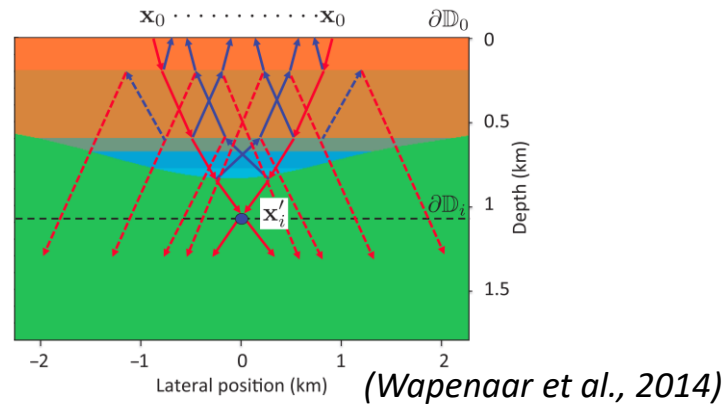 x₀ · · · · · · · · · · · · · x₀
∂𝔻₀
0
0.5
1
1.5
Depth (km)
x′ᵢ
∂𝔻ᵢ
−2 −1 0 1 2
Lateral position (km)
(Wapenaar et al., 2014)